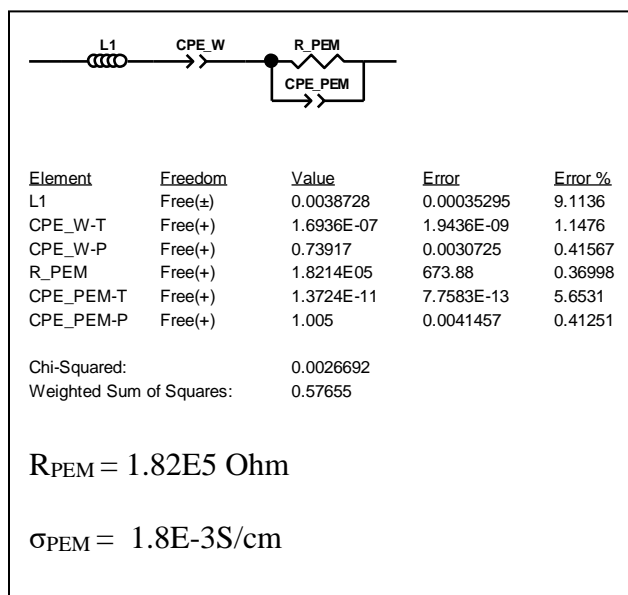 L1 CPE_W R_PEM
CPE_PEM
Element Freedom Value Error Error %
L1 Free(±) 0.0038728 0.00035295 9.1136
CPE_W-T Free(+) 1.6936E-07 1.9436E-09 1.1476
CPE_W-P Free(+) 0.73917 0.0030725 0.41567
R_PEM Free(+) 1.8214E05 673.88 0.36998
CPE_PEM-T Free(+) 1.3724E-11 7.7583E-13 5.6531
CPE_PEM-P Free(+) 1.005 0.0041457 0.41251
Chi-Squared: 0.0026692
Weighted Sum of Squares: 0.57655
RPEM = 1.82E5 Ohm
σPEM = 1.8E-3S/cm